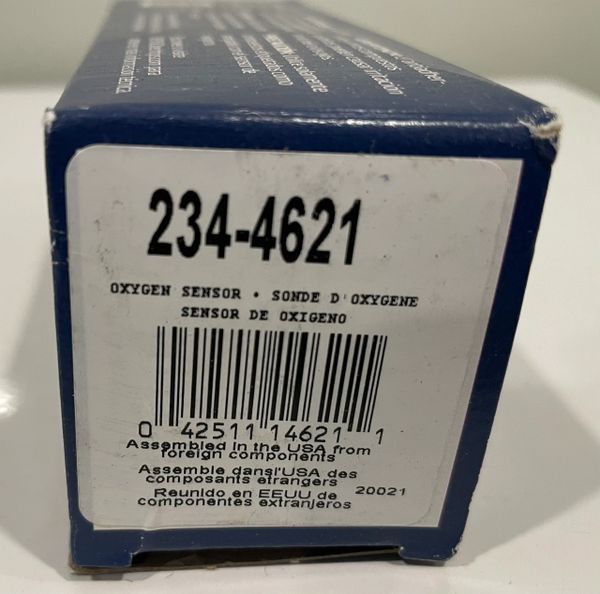 234-4621
OXYGEN SENSOR • SONDE D'OXYGENE
SENSOR DE OXIGENO
0 42511 14621 1
Assembled in the USA from
foreign components
Assemble dansl'USA des
composants etrangers
Reunido en EEUU de 20021
componentes extranjeros